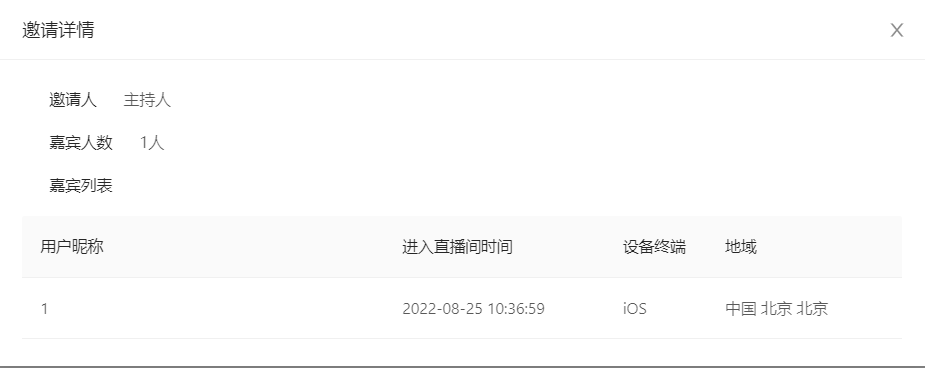 邀请详情
邀请人 主持人
嘉宾人数 1人
嘉宾列表
用户昵称 进入直播间时间 设备终端 地域
1 2022-08-25 10:36:59 iOS 中国 北京 北京